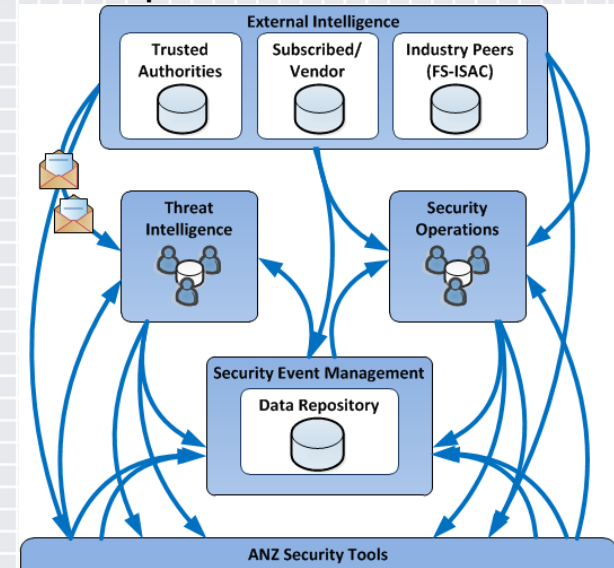 External Intelligence
Trusted
Authorities
Subscribed/
Vendor
Industry Peers
(FS-ISAC)
Threat
Intelligence
Security
Operations
Security Event Management
Data Repository
ANZ Security Tools